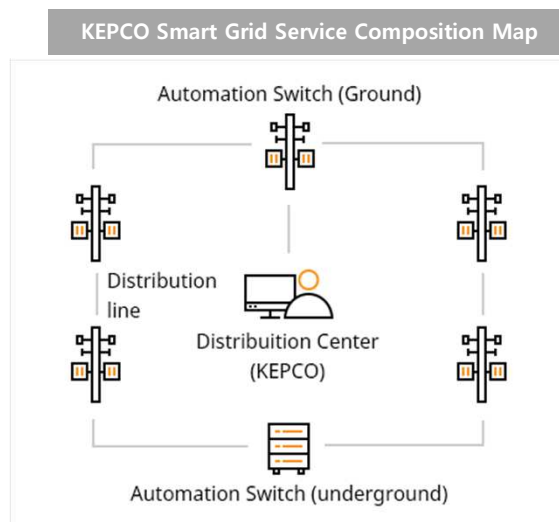 KEPCO Smart Grid Service Composition Map
Automation Switch (Ground)
Distribution
line
Distribuition Center
(KEPCO)
Automation Switch (underground)